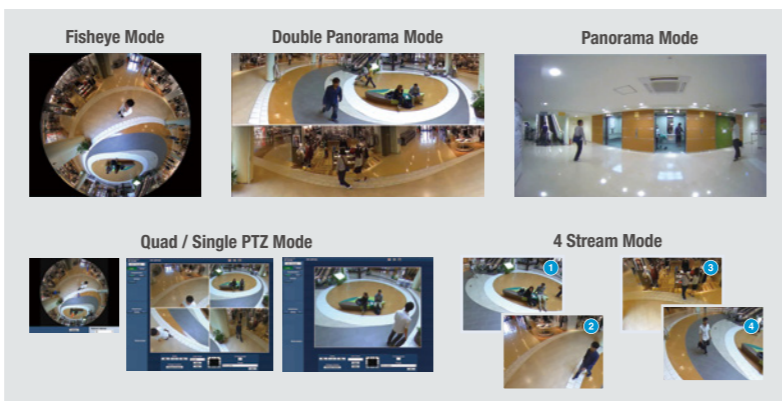 Fisheye Mode
Double Panorama Mode
Panorama Mode
Quad / Single PTZ Mode
4 Stream Mode
1
2
3
4